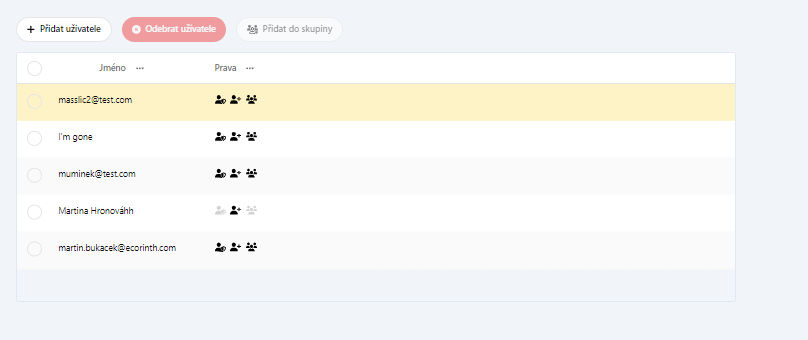 Přidat uživatele
Odebrat uživatele
Přidat do skupiny
Jméno ••• Prava •••
masslic2@test.com
I'm gone
muminek@test.com
Martina Hronováhh
martin.bukacek@ecorinth.com